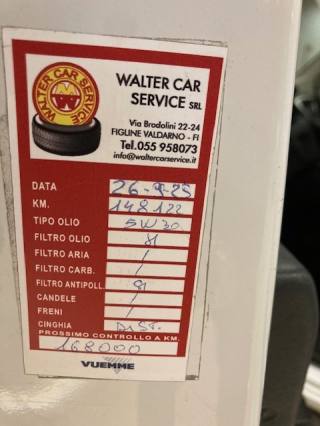 WALTER CAR SERVICE
WALTER CAR
SERVICE SRL
Via Brodolini 22-24
FIGLINE VALDARNO - FI
Tel.055 958073
info@waltercarservice.it
DATA 26-9-25
KM. 148122
TIPO OLIO 5W30
FILTRO OLIO
FILTRO ARIA /
FILTRO CARB. /
FILTRO ANTIPOLL.
CANDELE /
FRENI /
CINGHIA DIST.
PROSSIMO CONTROLLO A KM.
168000
VUEMME